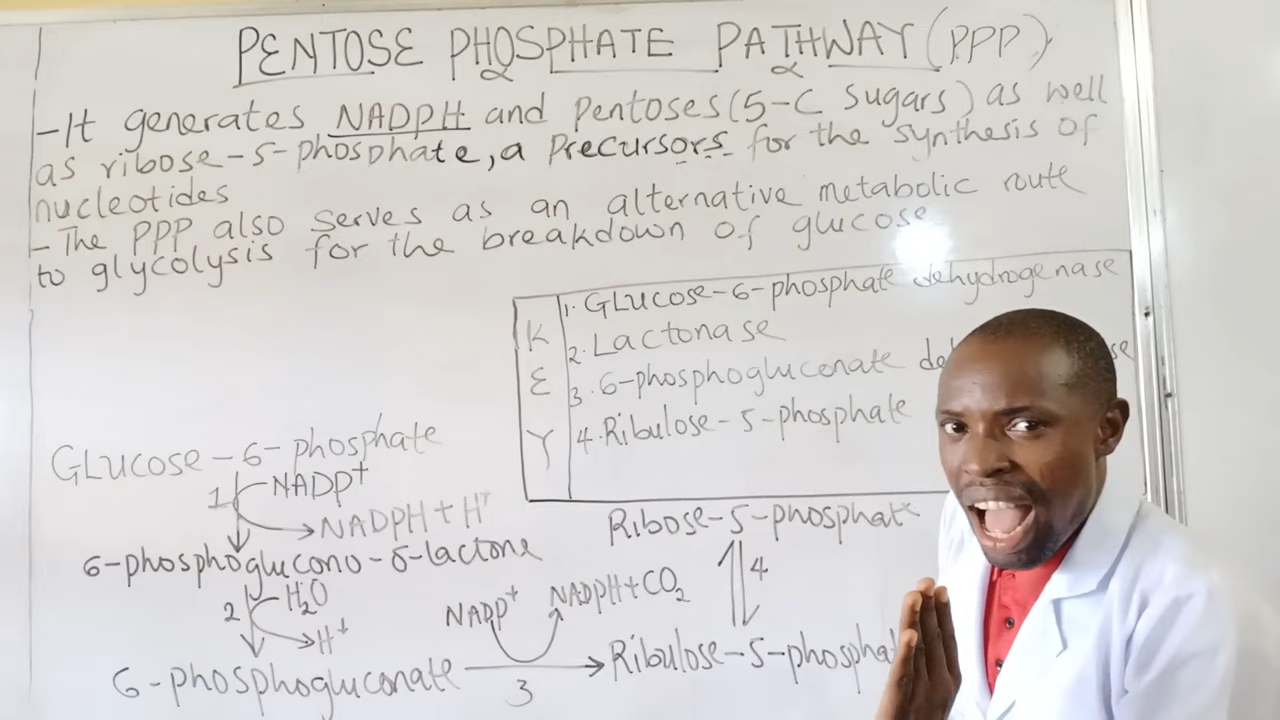 PENTOSE PHOSPHATE PATHWAY (PPP)
-It generates NADPH and Pentoses (5-C sugars) as well
as ribose-5-phosphate, a Precursors for the synthesis of
nucleotides
-The PPP also serves as an alternative metabolic route
to glycolysis for the breakdown of glucose
KEY
1. GLucose-6-phosphate dehydrogenase
2. Lactonase
3. 6-phosphogluconate
4. Ribulose-5-phosphate
GLucose-6-phosphate
1 NADP+
NADPH + H+
6-phosphoglucono-δ-lactone
2 H₂O
H+
6-phosphogluconate
NADP+ NADPH+CO₂
3
Ribose-5-phosphate
4
Ribulose-5-phospha